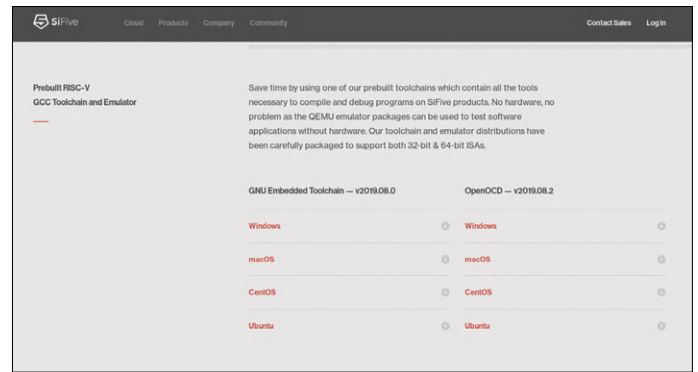 SiFive
Cloud Products Company Community
Contact Sales Log In
Prebuilt RISC-V
GCC Toolchain and Emulator
Save time by using one of our prebuilt toolchains which contain all the tools
necessary to compile and debug programs on SiFive products. No hardware, no
problem as the QEMU emulator packages can be used to test software
applications without hardware. Our toolchain and emulator distributions have
been carefully packaged to support both 32-bit & 64-bit ISAs.
GNU Embedded Toolchain — v2019.08.0
Windows
macOS
CentOS
Ubuntu
OpenOCD — v2019.08.2
Windows
macOS
CentOS
Ubuntu